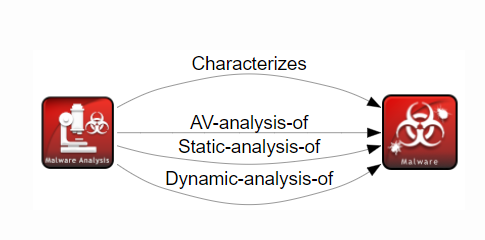 Characterizes
AV-analysis-of
Static-analysis-of
Dynamic-analysis-of
Malware Analysis
Malware